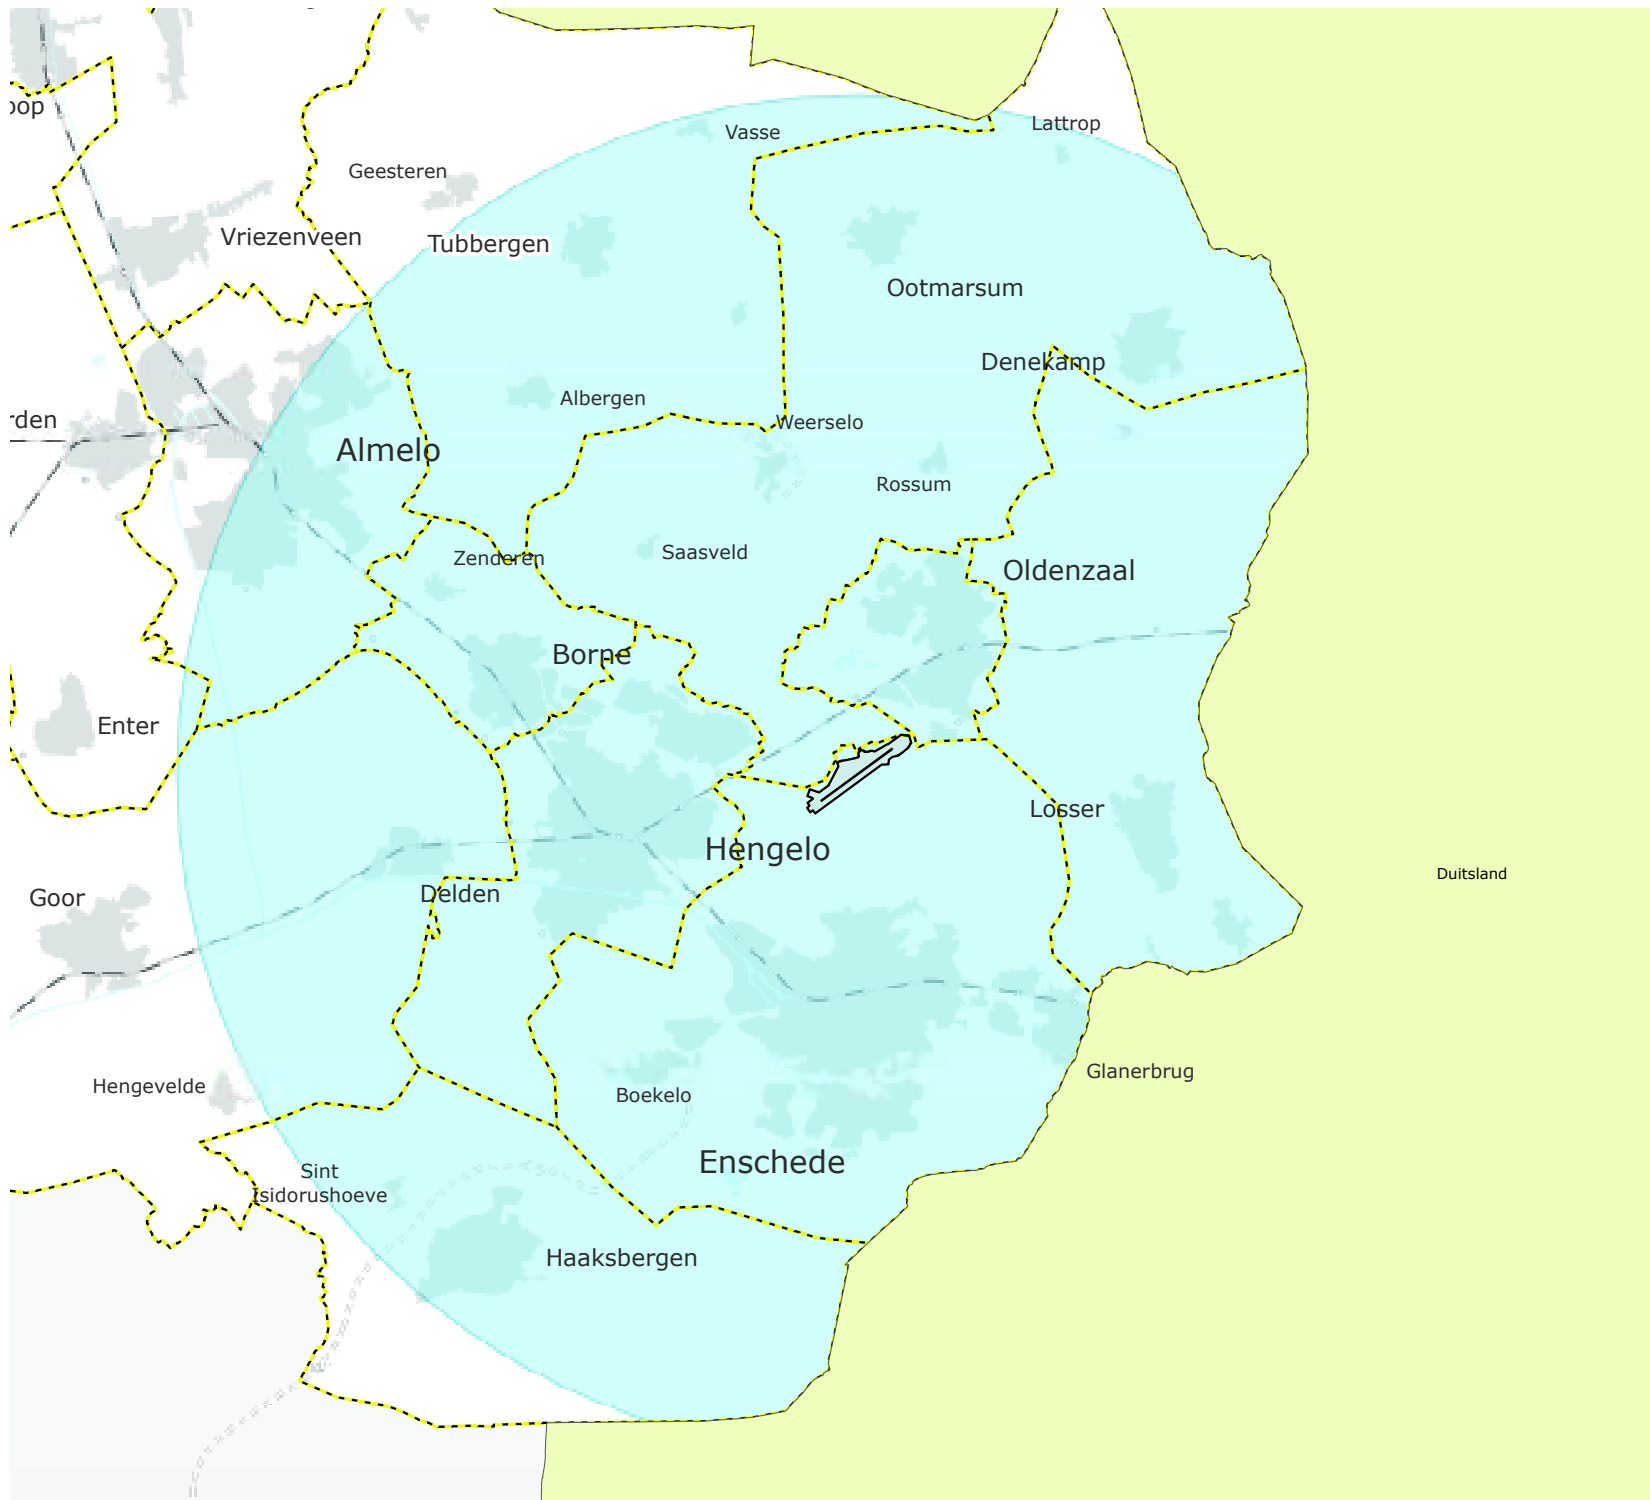 oop
Vasse
Lattrop
Geesteren
Vriezenveen
Tubbergen
Ootmarsum
Denekamp
Albergen
rden
Weerselo
Almelo
Rossum
Zenderen
Saasveld
Oldenzaal
Borne
Enter
Losser
Hengelo
Duitsland
Goor
Delden
Glanerbrug
Hengevelde
Boekelo
Enschede
Sint
Isidorushoeve
Haaksbergen